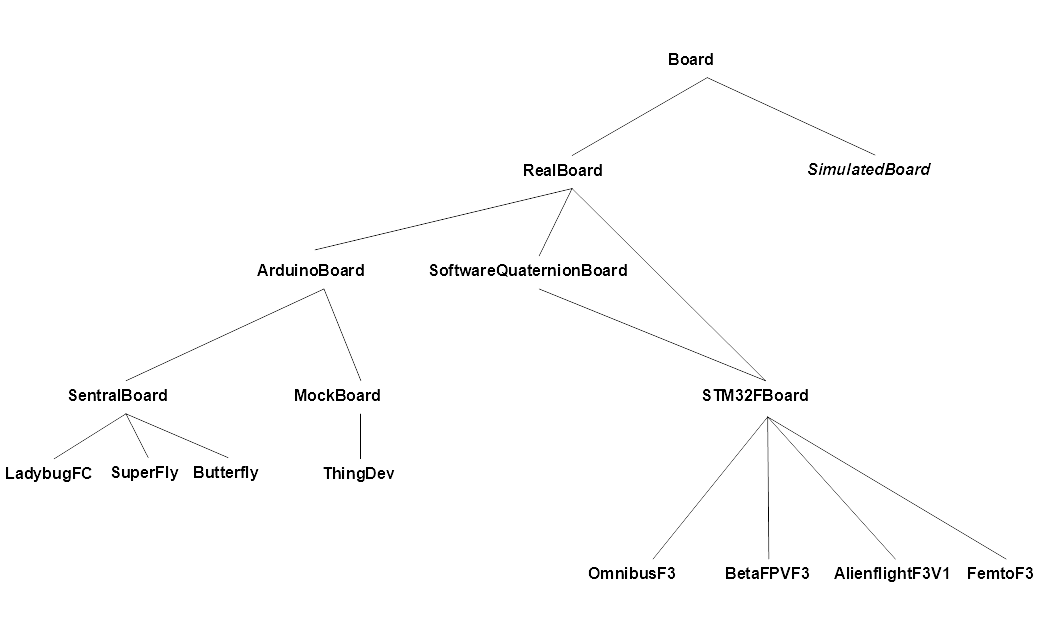 Board
RealBoard
SimulatedBoard
ArduinoBoard
SoftwareQuaternionBoard
SentralBoard
MockBoard
STM32FBoard
LadybugFC
SuperFly
Butterfly
ThingDev
OmnibusF3
BetaFPVF3
AlienflightF3V1
FemtoF3